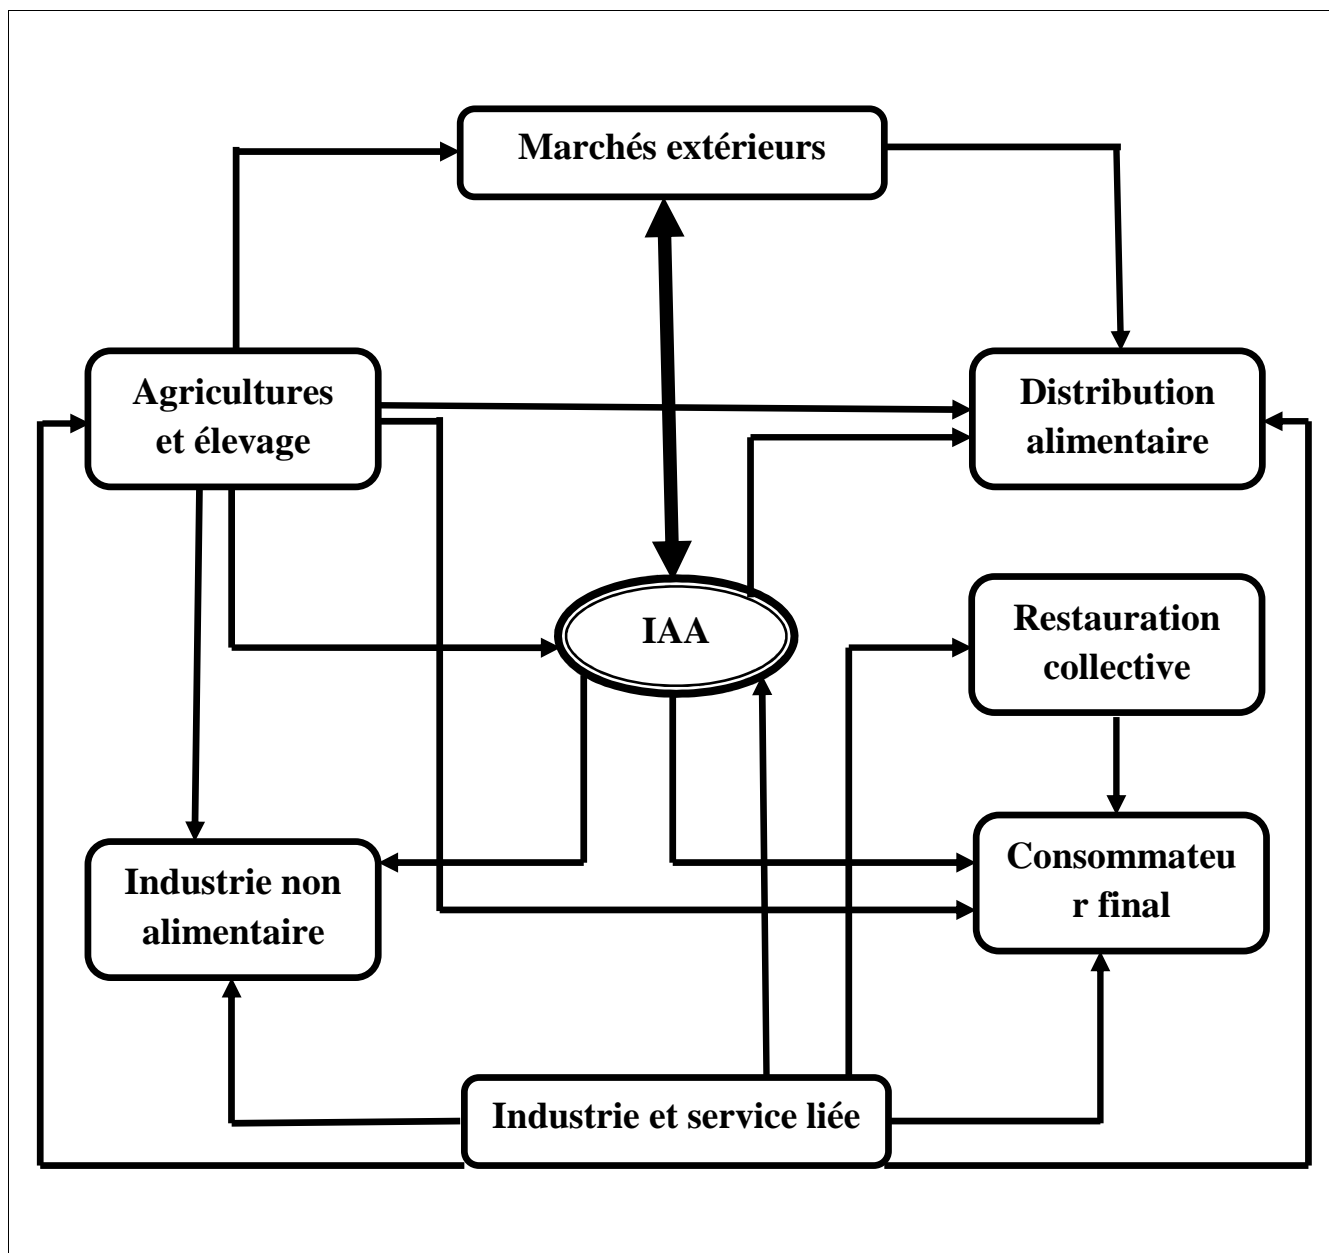 Marchés extérieurs
Agricultures
et élevage
Distribution
alimentaire
IAA
Restauration
collective
Industrie non
alimentaire
Consommateu
r final
Industrie et service liée